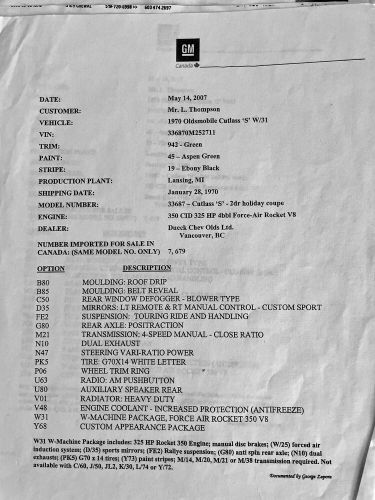 519-720-8998 >> 603 674 2697
GM
Canada
DATE: May 14, 2007
CUSTOMER: Mr. L. Thompson
VEHICLE: 1970 Oldsmobile Cutlass 'S' W/31
VIN: 336870M252711
TRIM: 942 - Green
PAINT: 45 – Aspen Green
STRIPE: 19 – Ebony Black
PRODUCTION PLANT: Lansing, MI
SHIPPING DATE: January 28, 1970
MODEL NUMBER: 33687 – Cutlass 'S' - 2dr holiday coupe
ENGINE: 350 CID 325 HP 4bbl Force-Air Rocket V8
DEALER: Dueck Chev Olds Ltd.
Vancouver, BC
NUMBER IMPORTED FOR SALE IN
CANADA: (SAME MODEL NO. ONLY) 7, 679
OPTION DESCRIPTION
B80 MOULDING: ROOF DRIP
B85 MOULDING: BELT REVEAL
C50 REAR WINDOW DEFOGGER - BLOWER TYPE
D35 MIRRORS: LT REMOTE & RT MANUAL CONTROL - CUSTOM SPORT
FE2 SUSPENSION: TOURING RIDE AND HANDLING
G80 REAR AXLE: POSITRACTION
M21 TRANSMISSION: 4-SPEED MANUAL - CLOSE RATIO
N10 DUAL EXHAUST
N47 STEERING VARI-RATIO POWER
PK5 TIRE: G70X14 WHITE LETTER
P06 WHEEL TRIM RING
U63 RADIO: AM PUSHBUTTON
U80 AUXILIARY SPEAKER REAR
V01 RADIATOR: HEAVY DUTY
V48 ENGINE COOLANT - INCREASED PROTECTION (ANTIFREEZE)
W31 W-MACHINE PACKAGE, FORCE AIR ROCKET 350 V8
Y68 CUSTOM APPEARANCE PACKAGE
W31 W-Machine Package includes: 325 HP Rocket 350 Engine; manual disc brakes; (W/25) forced air
induction system; (D/35) sports mirrors; (FE2) Rallye suspension; (G80) anti spin rear axle; (N10) dual
exhausts; (PK5) G70 x 14 tires; (Y73) paint stripes; M/14, M/20, M/21 or M/38 transmission required. Not
available with C/60, J/50, JL2, K/30, L/74 or Y/72.
Documented by George Zapora